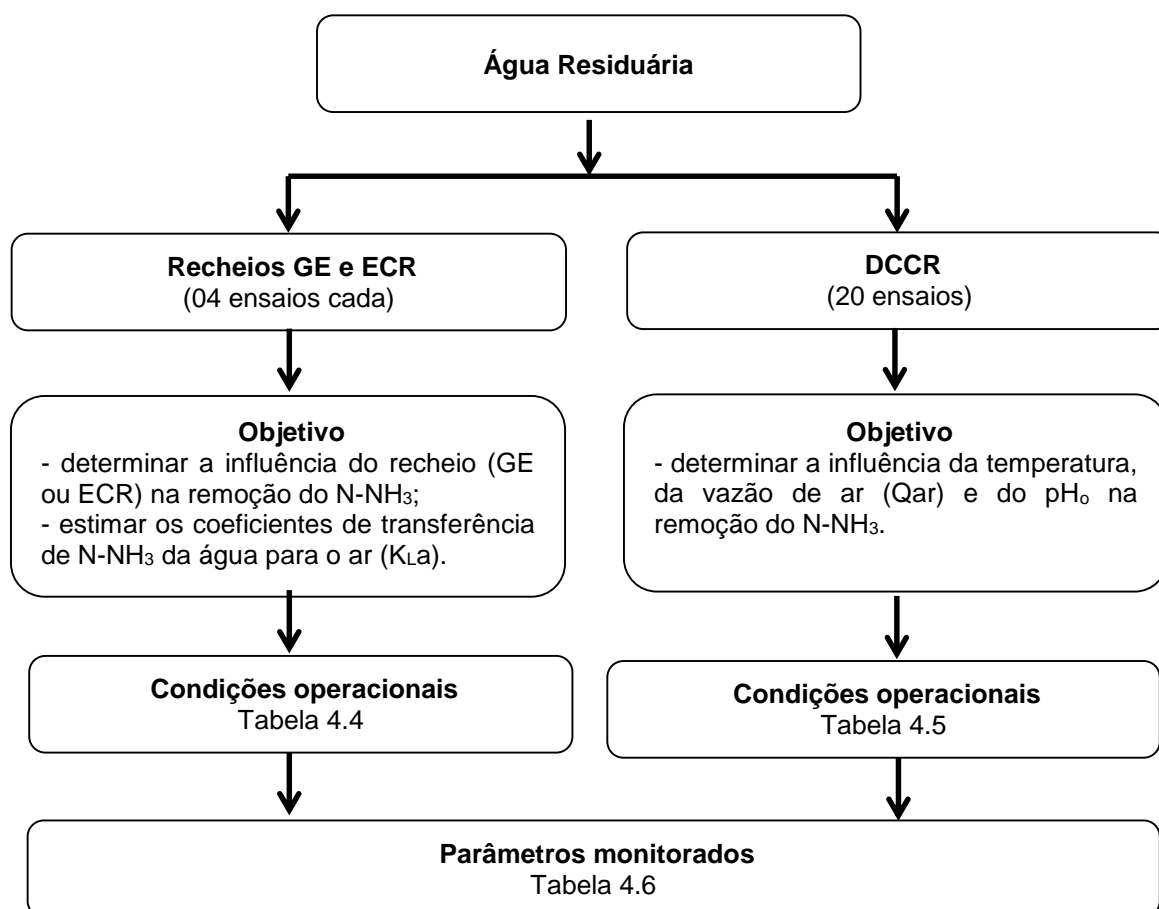 Água Residuária
Recheios GE e ECR
(04 ensaios cada)
DCCR
(20 ensaios)
Objetivo
- determinar a influência do recheio (GE
ou ECR) na remoção do N-NH₃;
- estimar os coeficientes de transferência
de N-NH₃ da água para o ar (KLa).
Objetivo
- determinar a influência da temperatura,
da vazão de ar (Qar) e do pHₒ na
remoção do N-NH₃.
Condições operacionais
Tabela 4.4
Condições operacionais
Tabela 4.5
Parâmetros monitorados
Tabela 4.6